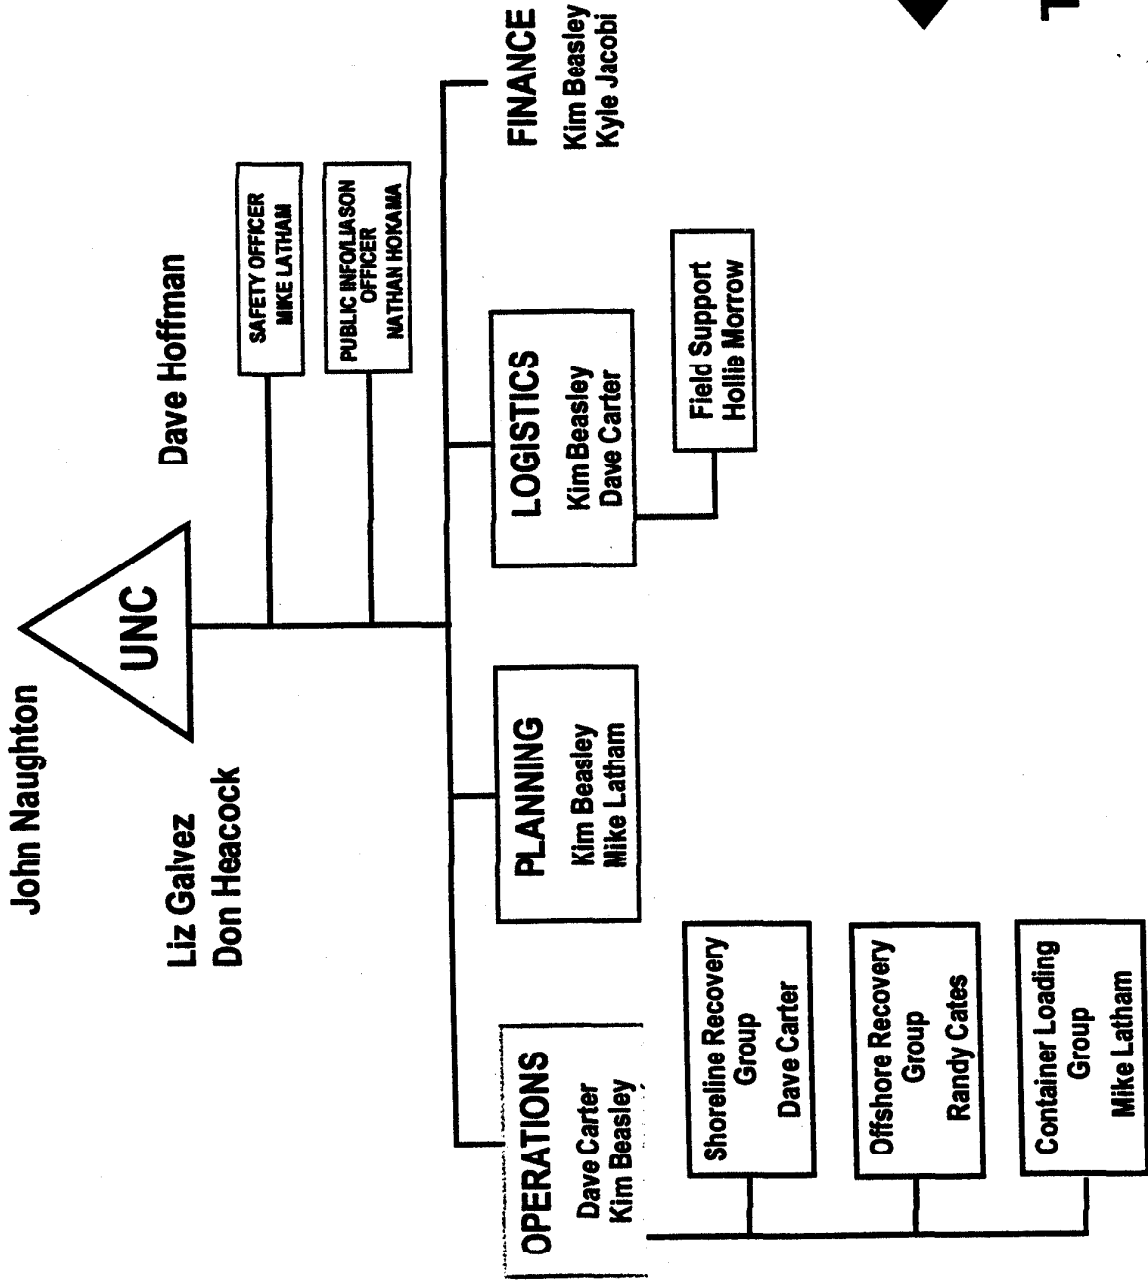 John Naughton
UNC
Liz Galvez
Don Heacock
Dave Hoffman
SAFETY OFFICER
MIKE LATHAM
PUBLIC INFO/LIASON
OFFICER
NATHAN HOKAMA
OPERATIONS
Dave Carter
Kim Beasley
Shoreline Recovery
Group
Dave Carter
Offshore Recovery
Group
Randy Cates
Container Loading
Group
Mike Latham
PLANNING
Kim Beasley
Mike Latham
LOGISTICS
Kim Beasley
Dave Carter
Field Support
Hollie Morrow
FINANCE
Kim Beasley
Kyle Jacobi